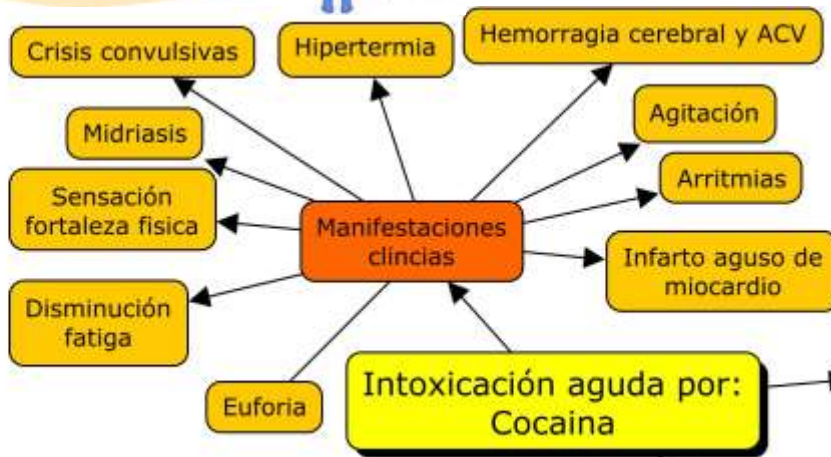 Crisis convulsivas
Hipertermia
Hemorragia cerebral y ACV
Midriasis
Agitación
Sensación
fortaleza fisica
Arritmias
Manifestaciones
clincias
Infarto aguso de
miocardio
Disminución
fatiga
Euforia
Intoxicación aguda por:
Cocaina